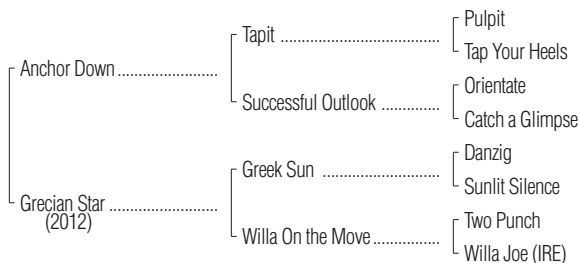 Pulpit
Tapit
Tap Your Heels
Anchor Down
Orientate
Successful Outlook
Catch a Glimpse
Danzig
Greek Sun
Sunlit Silence
Grecian Star
(2012)
Two Punch
Willa On the Move
Willa Joe (IRE)